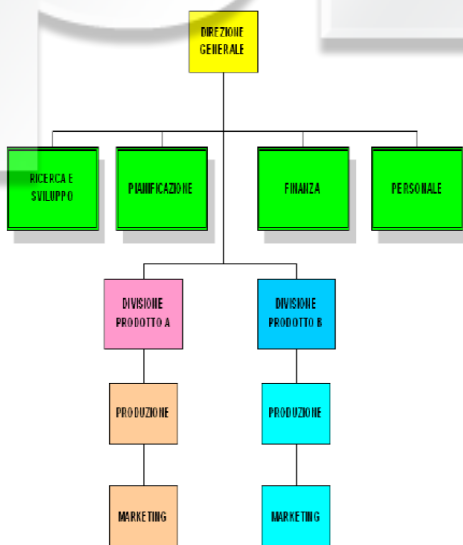 DIREZIONE
GENERALE
RICERCA E
SVILUPPO
PIANIFICAZIONE
FINANZA
PERSONALE
DIVISIONE
PRODOTTO A
DIVISIONE
PRODOTTO B
PRODUZIONE
PRODUZIONE
MARKETING
MARKETING